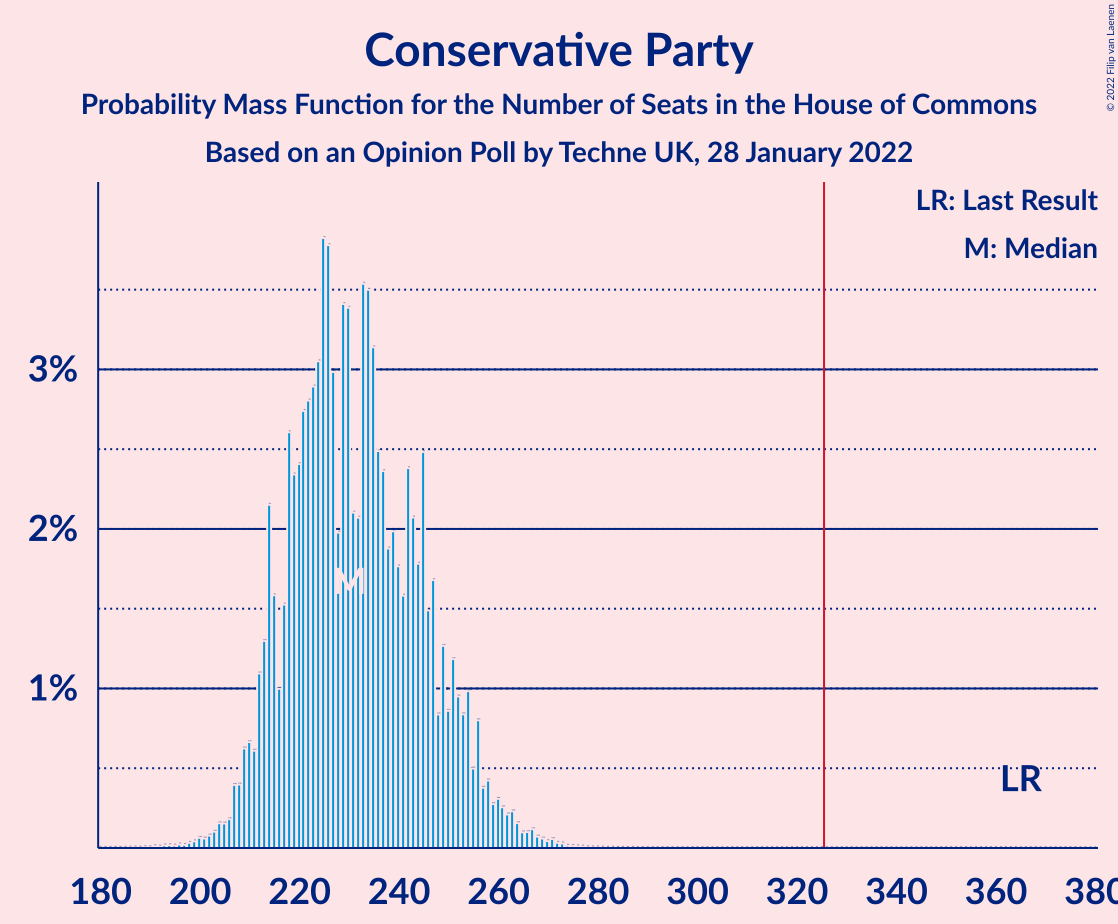 Conservative Party
Probability Mass Function for the Number of Seats in the House of Commons
Based on an Opinion Poll by Techne UK, 28 January 2022
© 2022 Filip van Laenen
LR: Last Result
M: Median
3%
2%
1%
M
LR
180 200 220 240 260 280 300 320 340 360 380